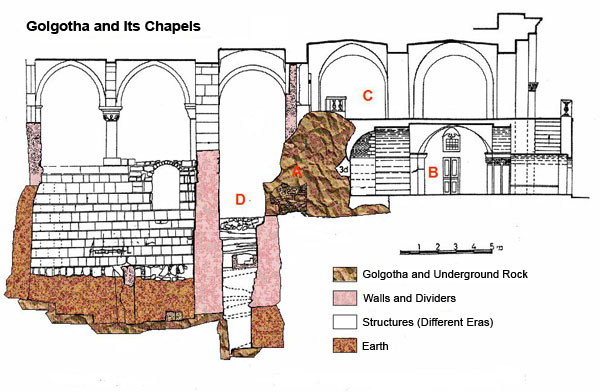 Golgotha and Its Chapels
C
A
3d
B
D
1 2 3 4 5 m
Golgotha and Underground Rock
Walls and Dividers
Structures (Different Eras)
Earth